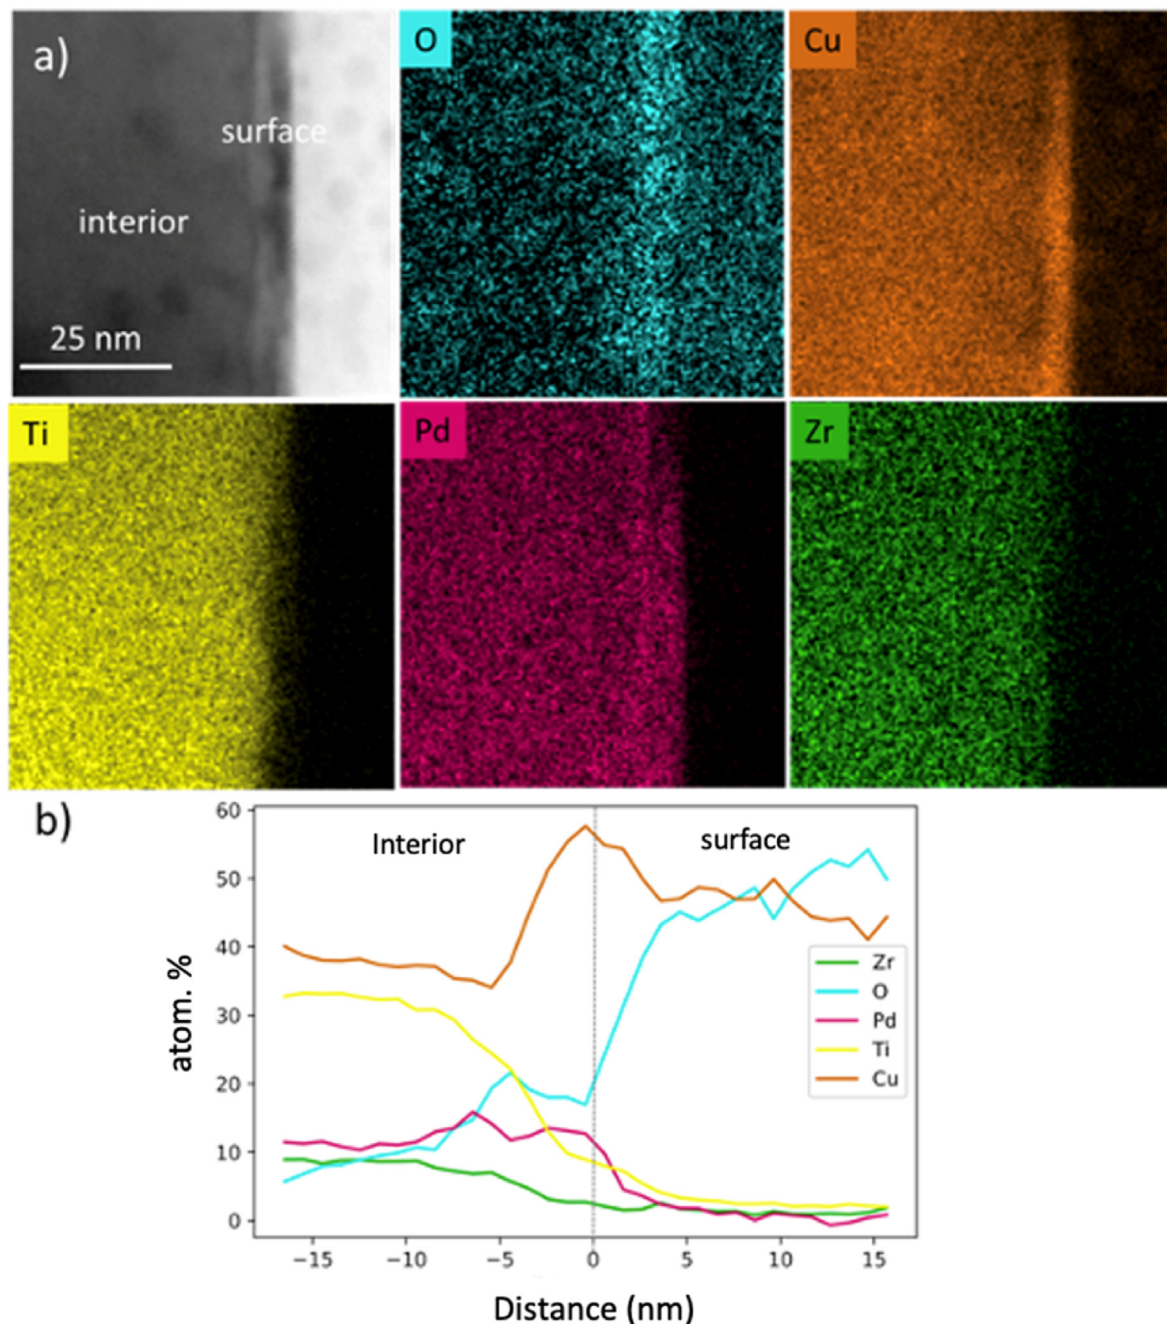 a)
surface
interior
25 nm
O
Cu
Ti
Pd
Zr
b)
60
50
40
30
20
10
0
atom. %
Interior
surface
Zr
O
Pd
Ti
Cu
−15
−10
−5
0
5
10
15
Distance (nm)